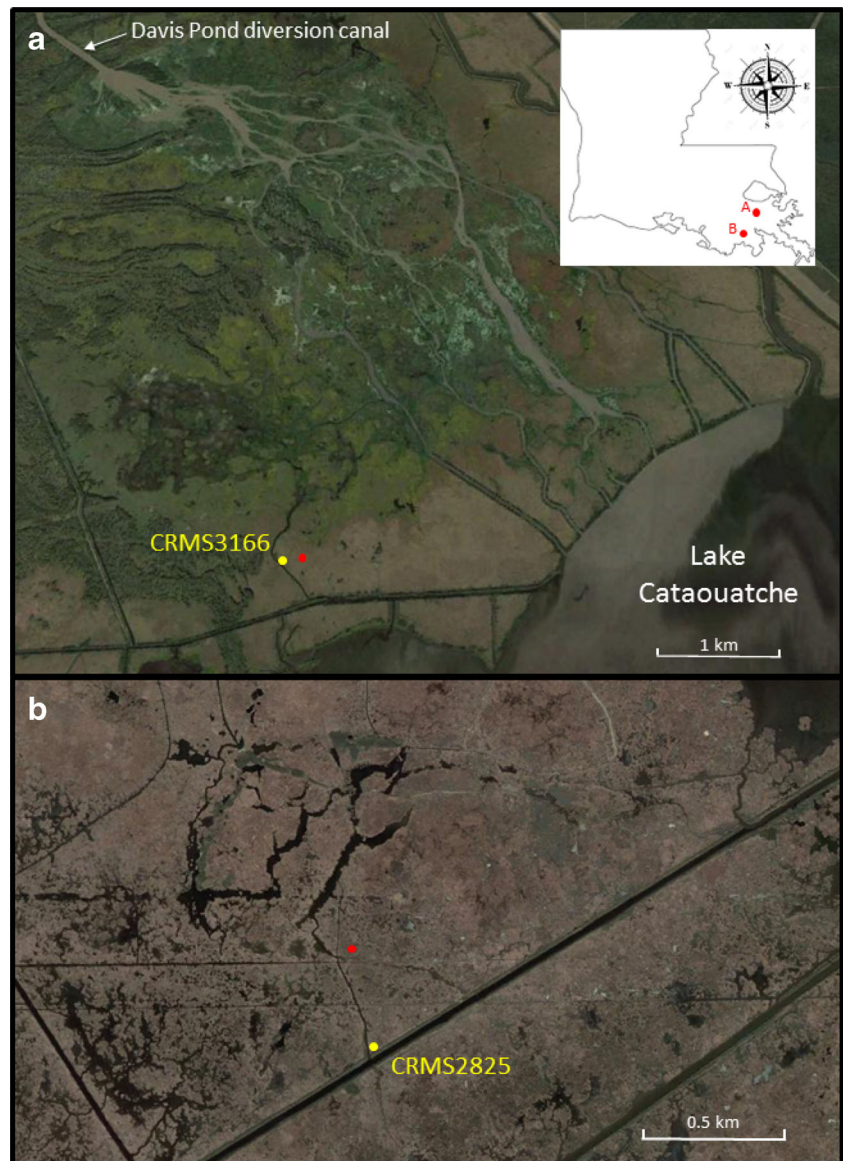 a
Davis Pond diversion canal
N
W
E
S
A
B
CRMS3166
Lake
Cataouatche
1 km
b
CRMS2825
0.5 km